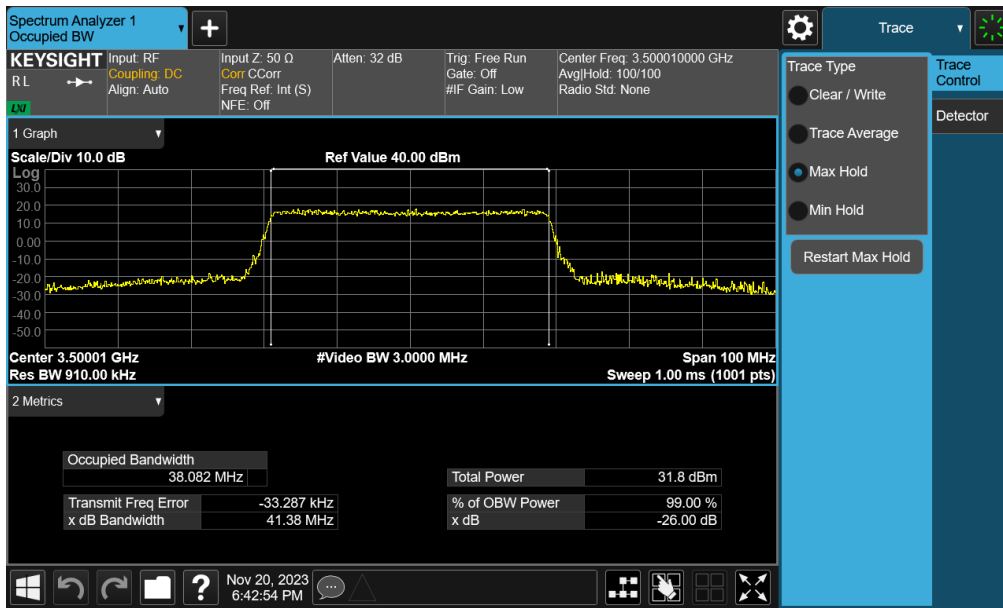 Spectrum Analyzer 1
Occupied BW
+
Trace
KEYSIGHT
R L
LXI
Input: RF
Coupling: DC
Align: Auto
Input Z: 50 Ω
Corr CCorr
Freq Ref: Int (S)
NFE: Off
Atten: 32 dB
Trig: Free Run
Gate: Off
#IF Gain: Low
Center Freq: 3.500010000 GHz
Avg|Hold: 100/100
Radio Std: None
Trace Type
Clear / Write
Trace Average
Max Hold
Min Hold
Restart Max Hold
Trace
Control
Detector
1 Graph
Scale/Div 10.0 dB
Ref Value 40.00 dBm
Log
30.0
20.0
10.0
0.00
-10.0
-20.0
-30.0
-40.0
-50.0
Center 3.50001 GHz
#Video BW 3.0000 MHz
Span 100 MHz
Res BW 910.00 kHz
Sweep 1.00 ms (1001 pts)
2 Metrics
Occupied Bandwidth
38.082 MHz
Total Power 31.8 dBm
Transmit Freq Error -33.287 kHz
% of OBW Power 99.00 %
x dB Bandwidth 41.38 MHz
x dB -26.00 dB
?
Nov 20, 2023
6:42:54 PM